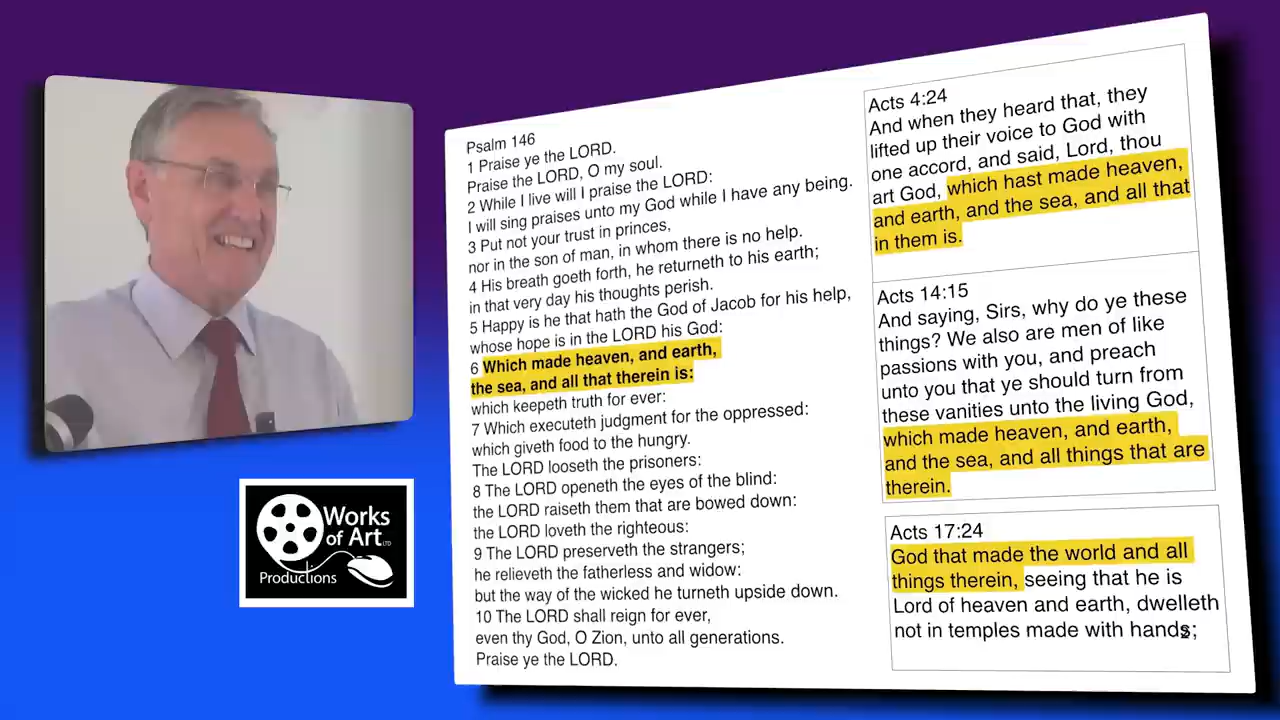 Psalm 146
1 Praise ye the LORD.
Praise the LORD, O my soul.
2 While I live will I praise the LORD:
I will sing praises unto my God while I have any being.
3 Put not your trust in princes,
nor in the son of man, in whom there is no help.
4 His breath goeth forth, he returneth to his earth;
in that very day his thoughts perish.
5 Happy is he that hath the God of Jacob for his help,
whose hope is in the LORD his God:
6 Which made heaven, and earth,
the sea, and all that therein is:
which keepeth truth for ever:
7 Which executeth judgment for the oppressed:
which giveth food to the hungry.
The LORD looseth the prisoners:
8 The LORD openeth the eyes of the blind:
the LORD raiseth them that are bowed down:
the LORD loveth the righteous:
9 The LORD preserveth the strangers;
he relieveth the fatherless and widow:
but the way of the wicked he turneth upside down.
10 The LORD shall reign for ever,
even thy God, O Zion, unto all generations.
Praise ye the LORD.
Acts 4:24
And when they heard that, they
lifted up their voice to God with
one accord, and said, Lord, thou
art God, which hast made heaven,
and earth, and the sea, and all that
in them is.
Acts 14:15
And saying, Sirs, why do ye these
things? We also are men of like
passions with you, and preach
unto you that ye should turn from
these vanities unto the living God,
which made heaven, and earth,
and the sea, and all things that are
therein.
Acts 17:24
God that made the world and all
things therein, seeing that he is
Lord of heaven and earth, dwelleth
not in temples made with hands;
2
Works
of Art LTD
Productions